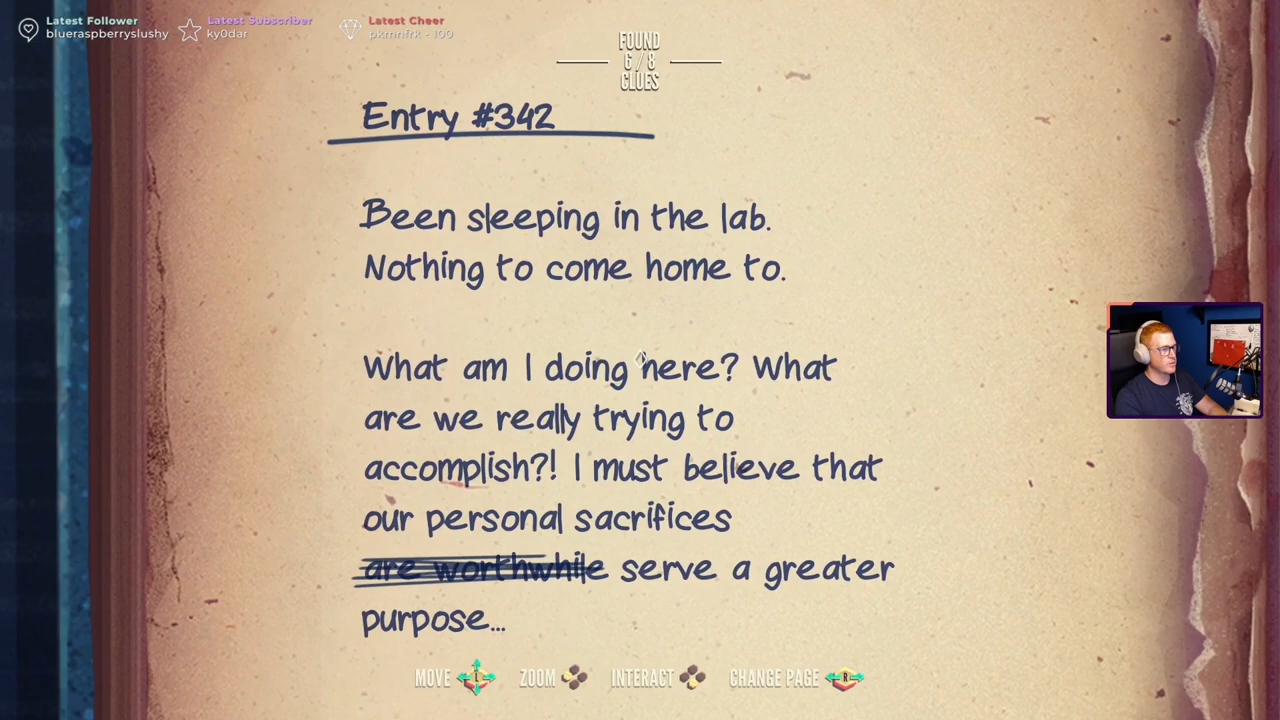 Latest Follower
blueraspberryslushy
Latest Subscriber
ky0dar
Latest Cheer
pkmnfrk - 100
FOUND
6 / 8
CLUES
Entry #342
Been sleeping in the lab.
Nothing to come home to.
What am I doing here? What
are we really trying to
accomplish?! I must believe that
our personal sacrifices
are worthwhile serve a greater
purpose...
MOVE L ZOOM INTERACT CHANGE PAGE R